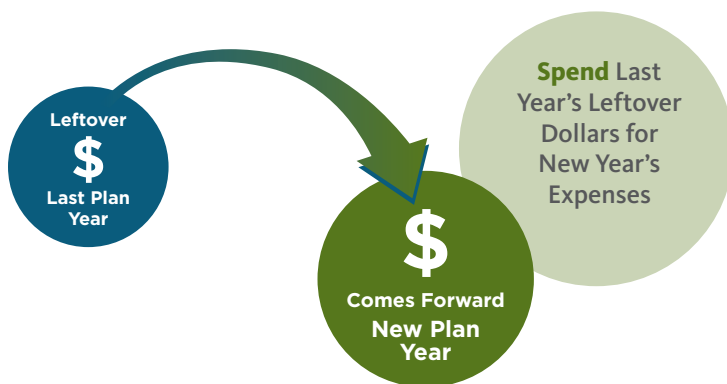 Leftover
$
Last Plan
Year
$
Comes Forward
New Plan
Year
Spend Last
Year’s Leftover
Dollars for
New Year’s
Expenses